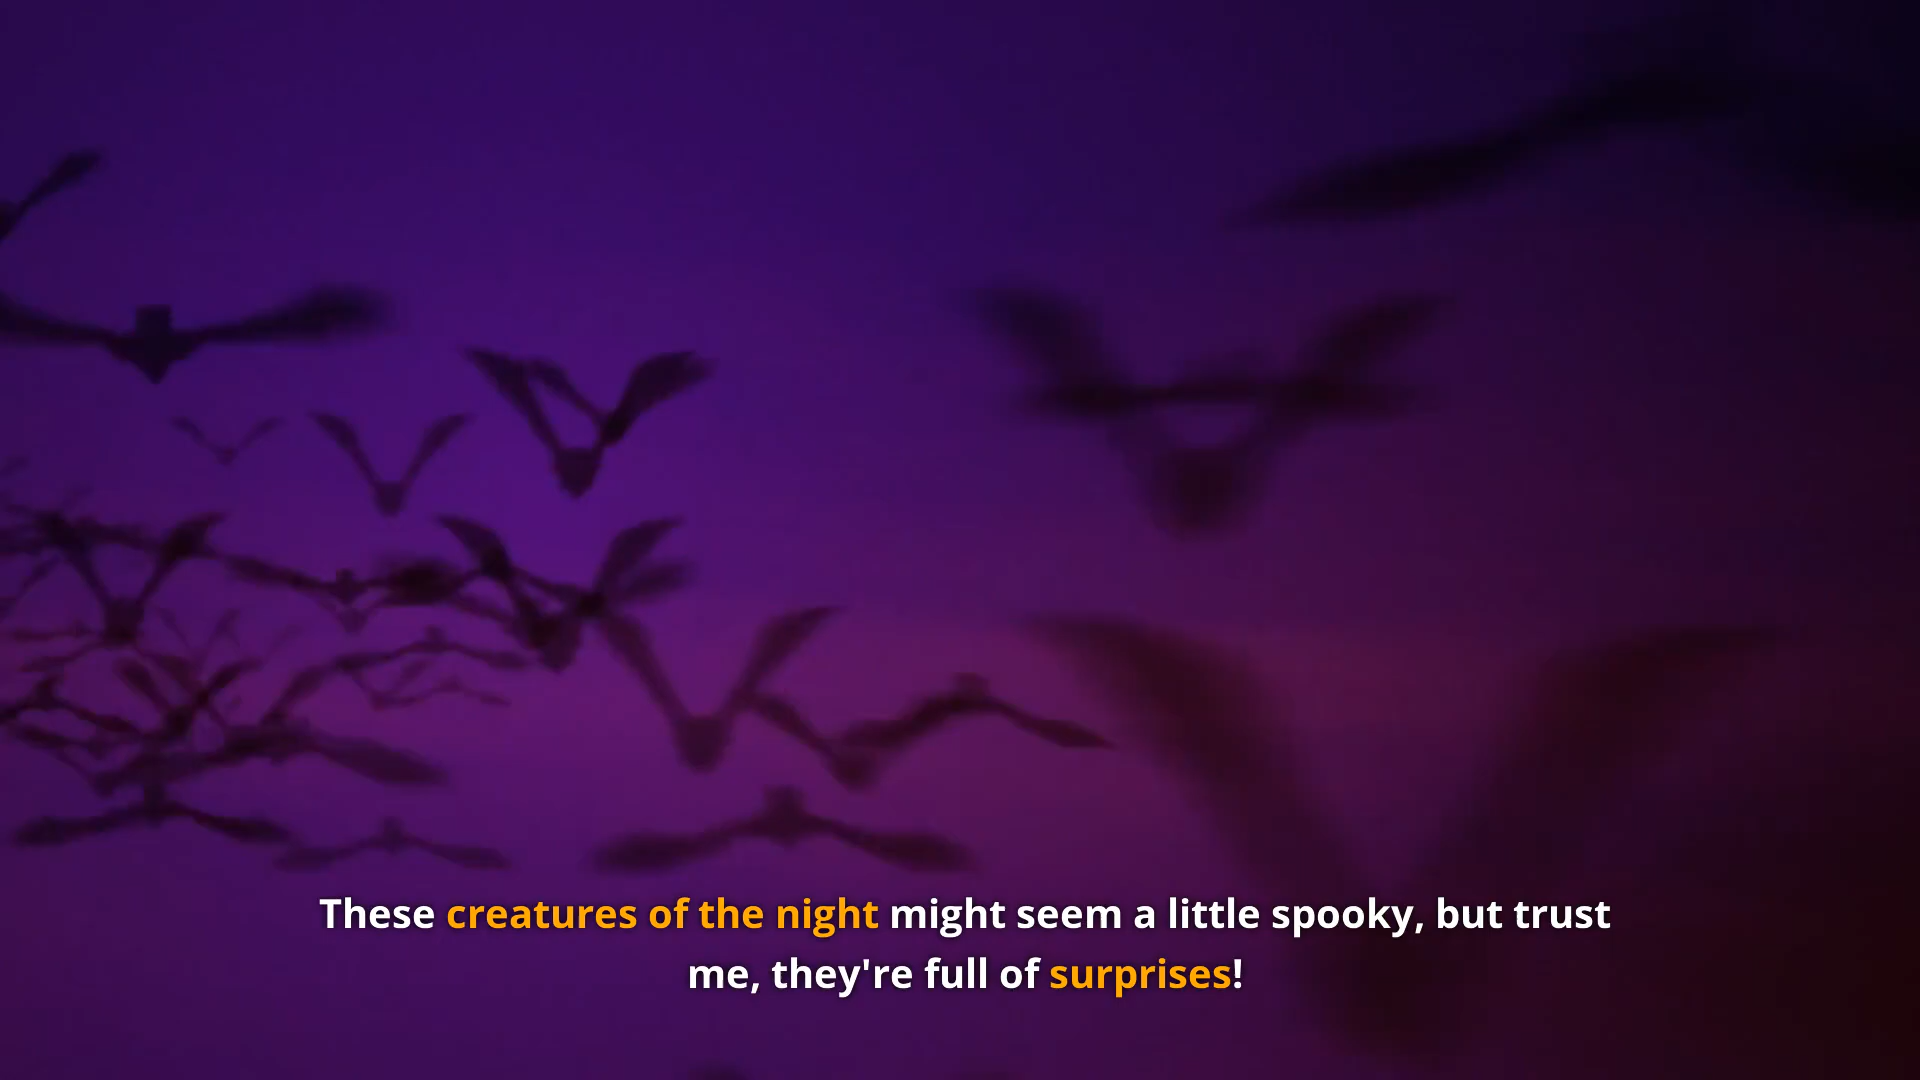 These creatures of the night might seem a little spooky, but trust
me, they're full of surprises!